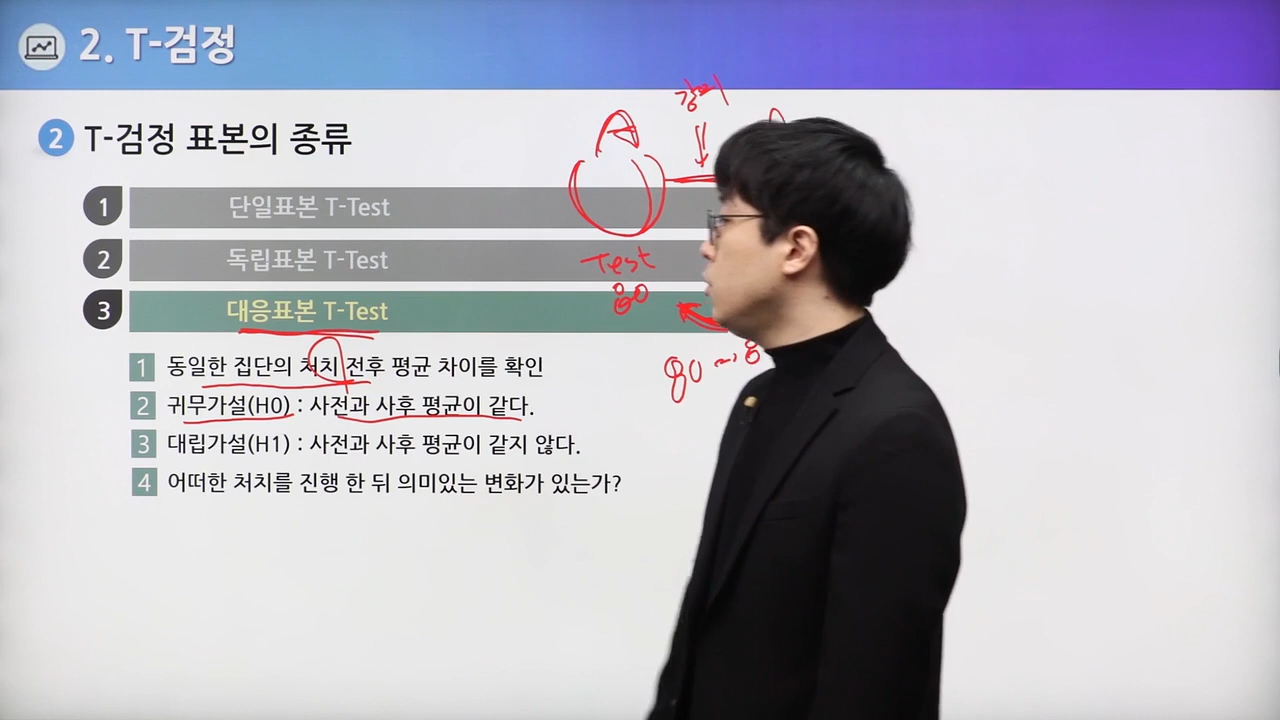 2. T-검정
2 T-검정 표본의 종류
1 단일표본 T-Test
2 독립표본 T-Test
3 대응표본 T-Test
1 동일한 집단의 처치 전후 평균 차이를 확인
2 귀무가설(H0) : 사전과 사후 평균이 같다.
3 대립가설(H1) : 사전과 사후 평균이 같지 않다.
4 어떠한 처치를 진행 한 뒤 의미있는 변화가 있는가?
강의
A
Test
80
80 ~ 8